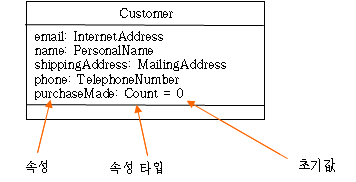 Customer
email: InternetAddress
name: PersonalName
shippingAddress: MailingAddress
phone: TelephoneNumber
purchaseMade: Count = 0
속성 속성 타입 초기값